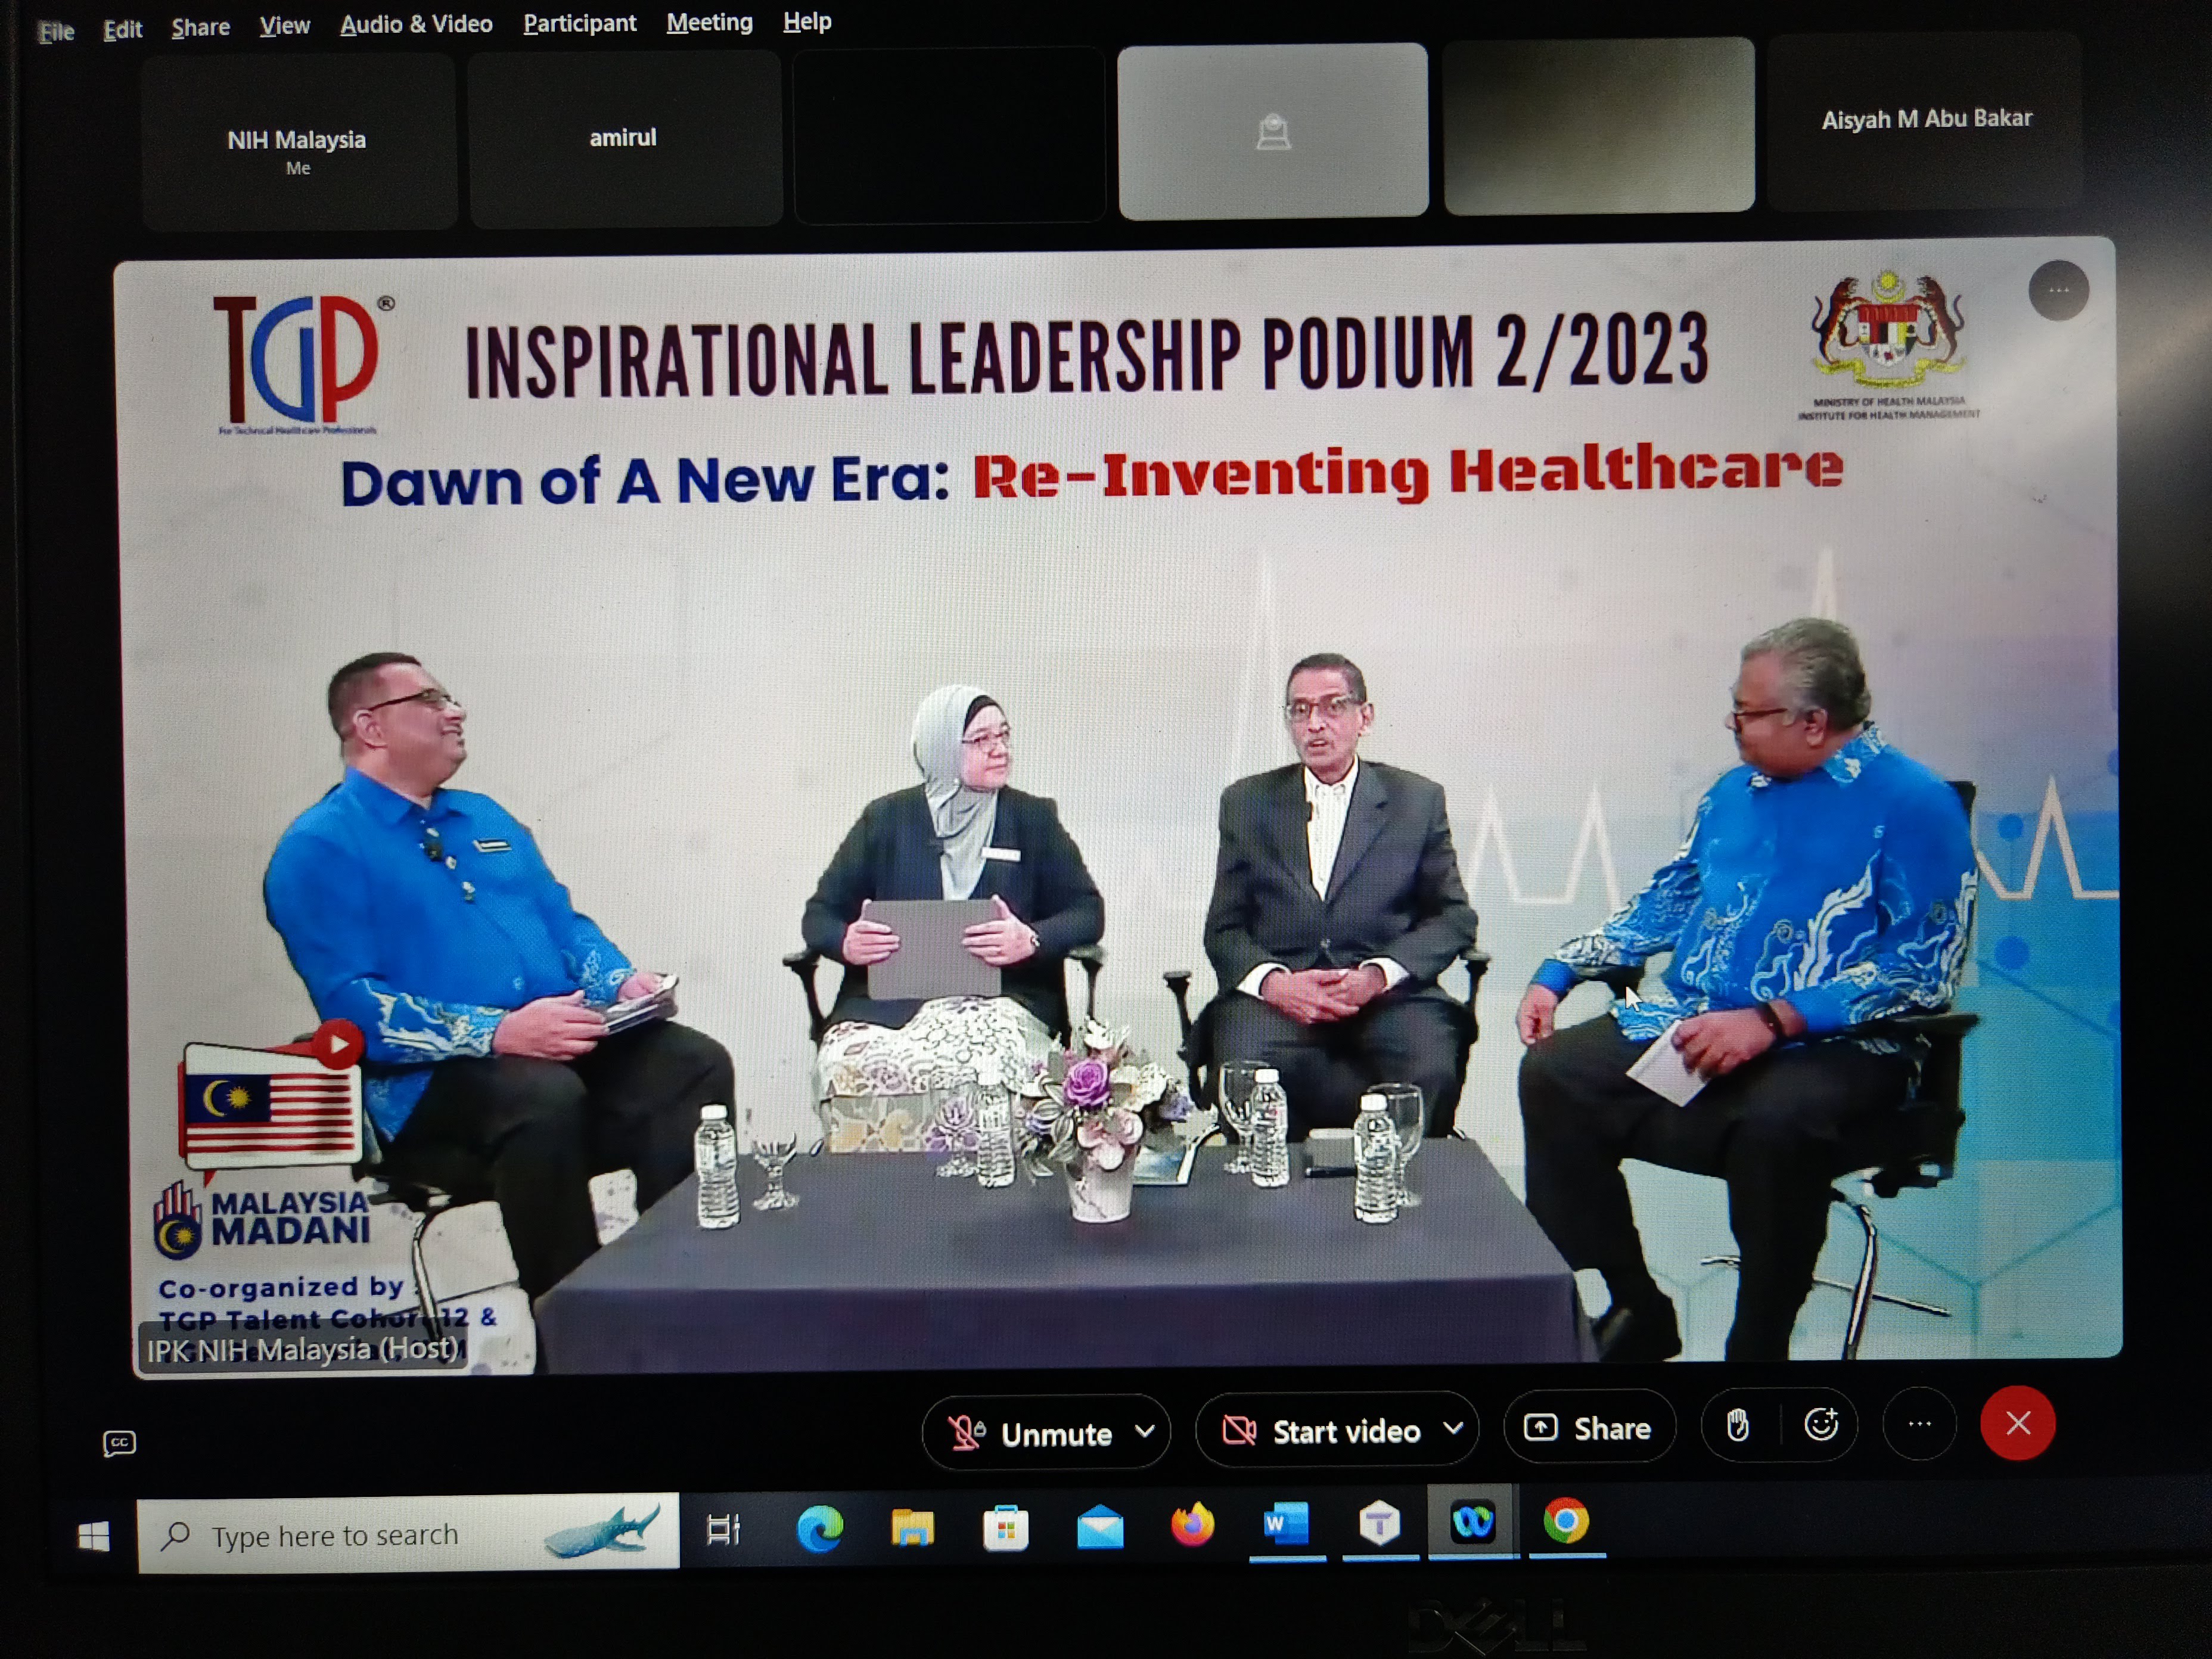 File Edit Share View Audio & Video Participant Meeting Help
NIH Malaysia
Me
amirul
Aisyah M Abu Bakar
TGP®
For Technical Healthcare Professionals
INSPIRATIONAL LEADERSHIP PODIUM 2/2023
MINISTRY OF HEALTH MALAYSIA
INSTITUTE FOR HEALTH MANAGEMENT
Dawn of A New Era: Re-Inventing Healthcare
MALAYSIA
MADANI
Co-organized by
TGP Talent Cohort 12 &
IPK NIH Malaysia (Host)
CC
Unmute
Start video
Share
Type here to search
W
T
DELL